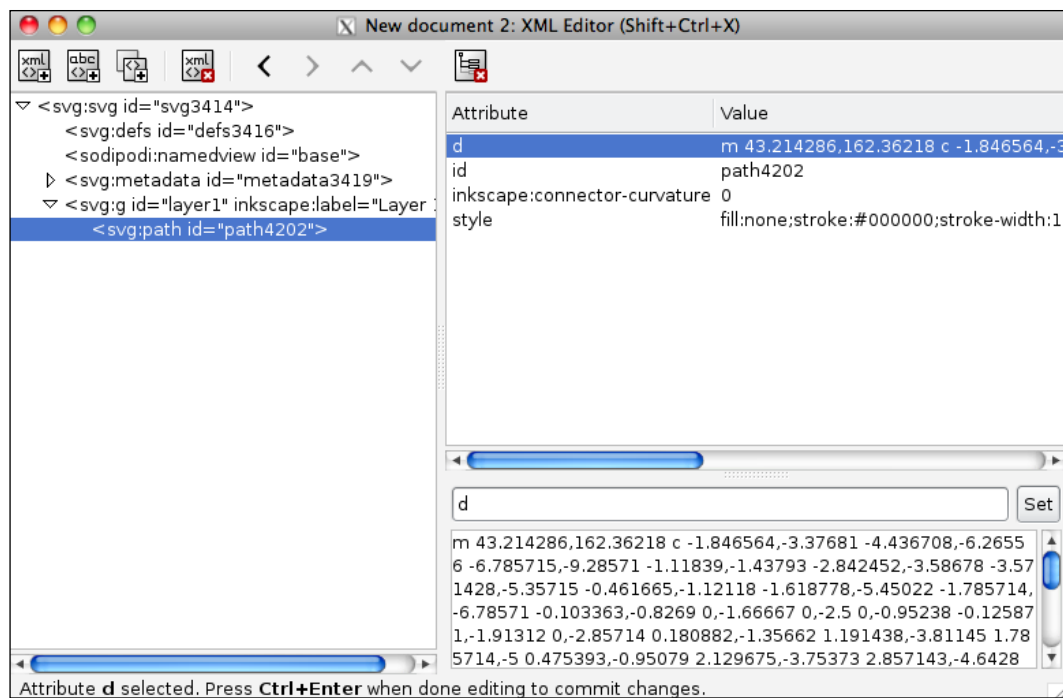 New document 2: XML Editor (Shift+Ctrl+X)
xml abc xml
<svg:svg id="svg3414">
<svg:defs id="defs3416">
<sodipodi:namedview id="base">
<svg:metadata id="metadata3419">
<svg:g id="layer1" inkscape:label="Layer
<svg:path id="path4202">
Attribute Value
d m 43.214286,162.36218 c -1.846564,-3
id path4202
inkscape:connector-curvature 0
style fill:none;stroke:#000000;stroke-width:1
d Set
m 43.214286,162.36218 c -1.846564,-3.37681 -4.436708,-6.2655
6 -6.785715,-9.28571 -1.11839,-1.43793 -2.842452,-3.58678 -3.57
1428,-5.35715 -0.461665,-1.12118 -1.618778,-5.45022 -1.785714,
-6.78571 -0.103363,-0.8269 0,-1.66667 0,-2.5 0,-0.95238 -0.12587
1,-1.91312 0,-2.85714 0.180882,-1.35662 1.191438,-3.81145 1.78
5714,-5 0.475393,-0.95079 2.129675,-3.75373 2.857143,-4.6428
Attribute d selected. Press Ctrl+Enter when done editing to commit changes.